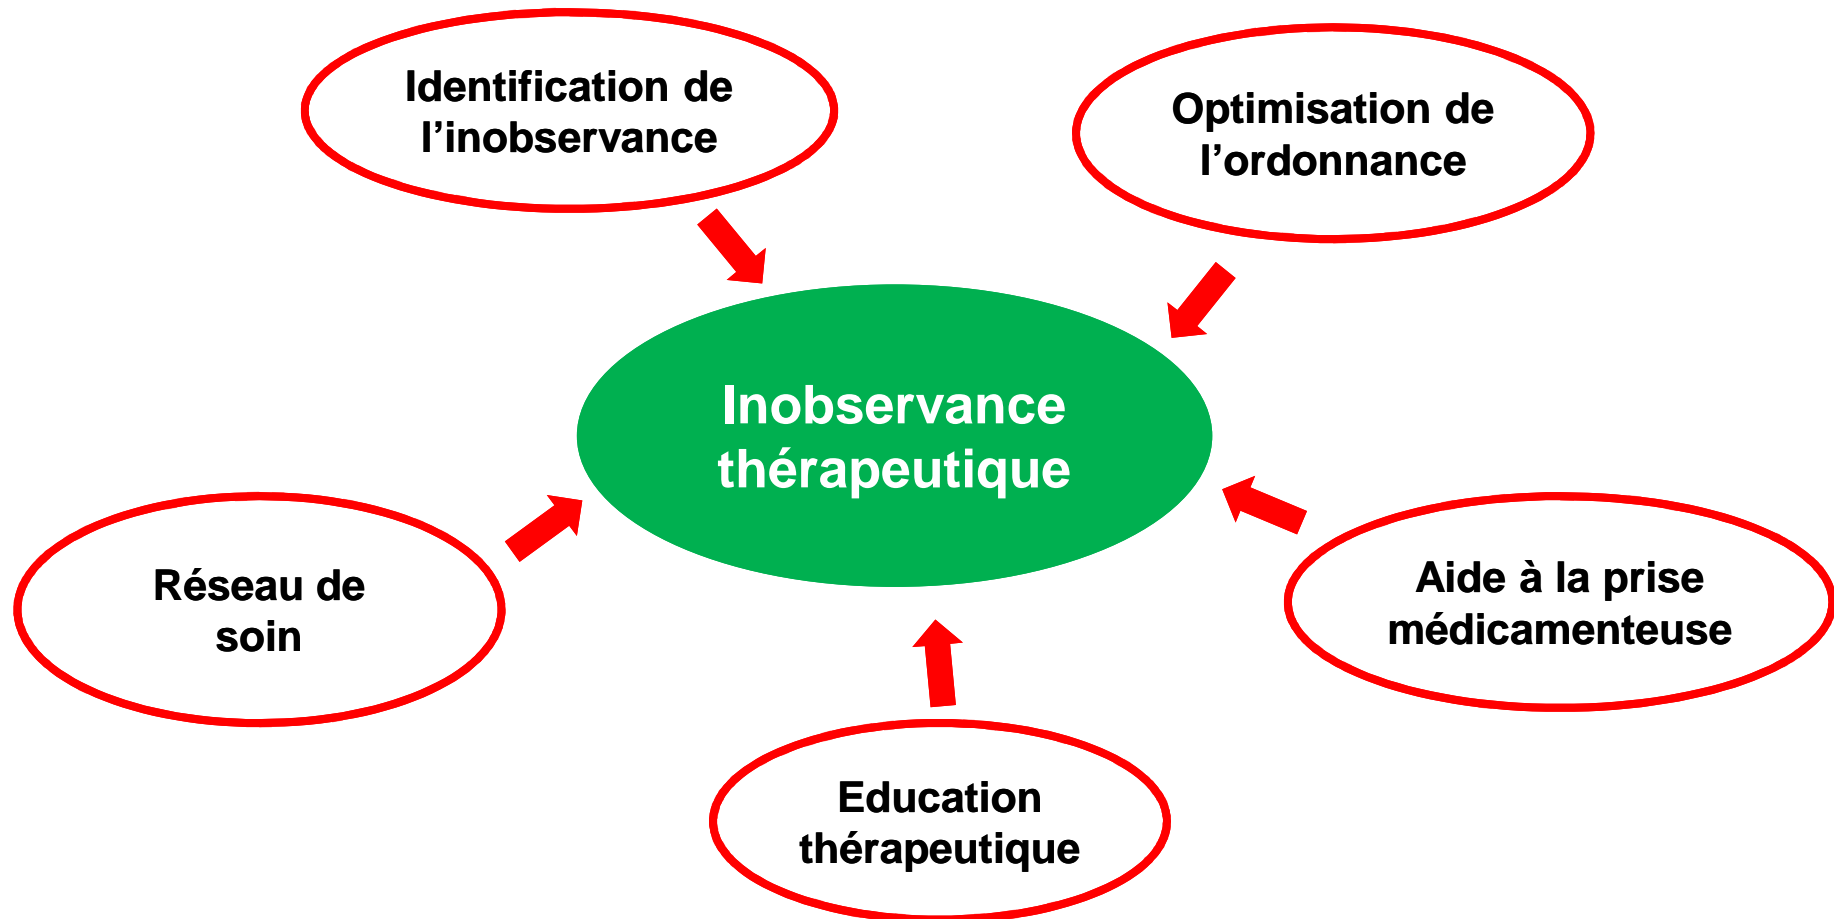 Identification de
l’inobservance
Optimisation de
l’ordonnance
Inobservance
thérapeutique
Réseau de
soin
Aide à la prise
médicamenteuse
Education
thérapeutique